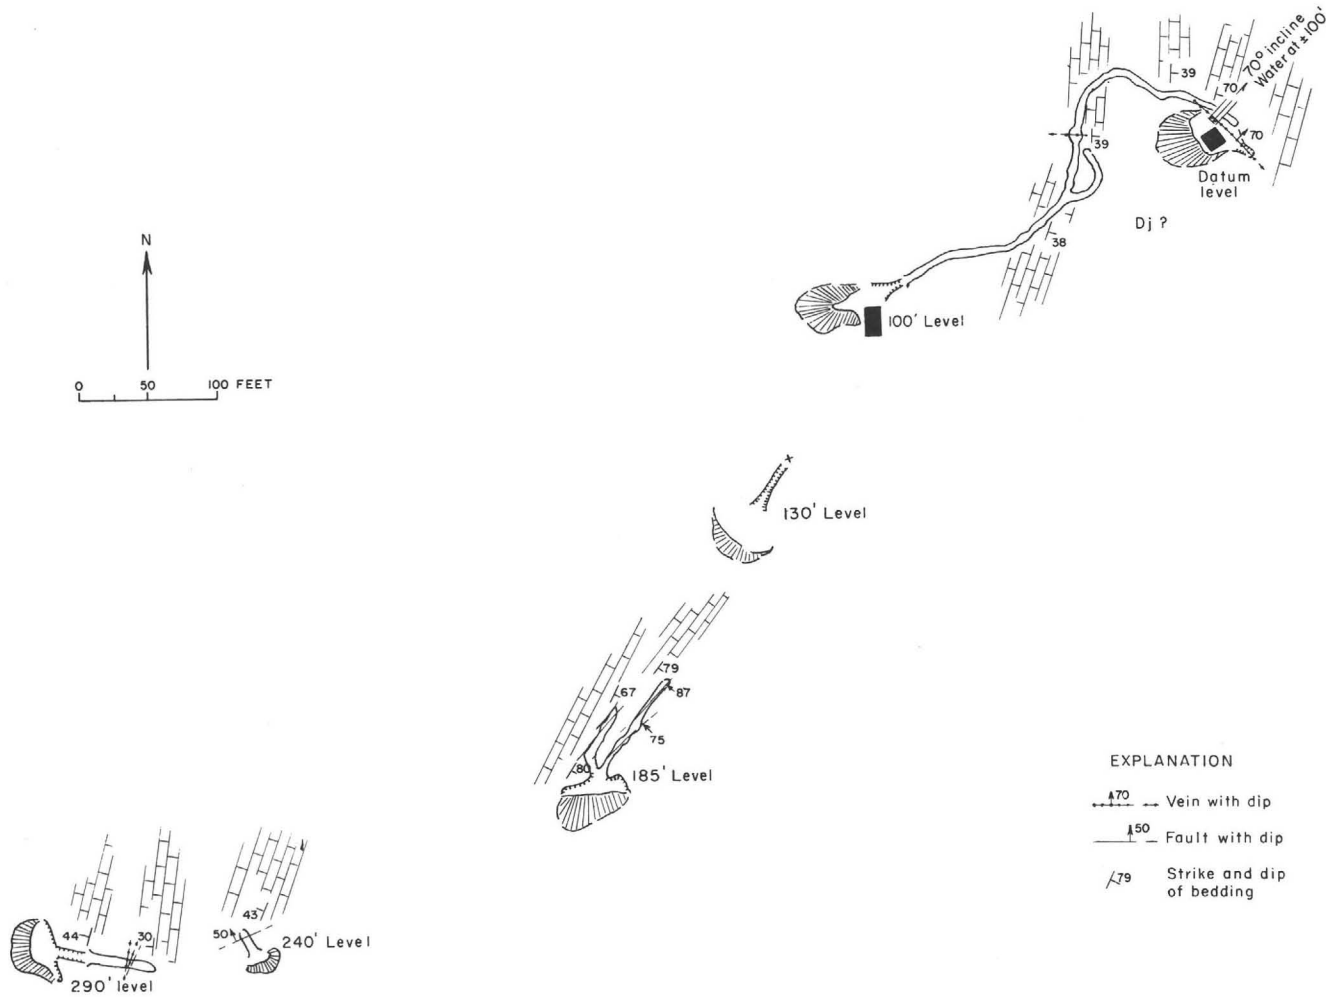 70° incline
Water at ±100'
39
70
70
39
Datum
level
Dj ?
38
N
100' Level
0 50 100 FEET
130' Level
79
67
87
75
80
185' Level
EXPLANATION
70 Vein with dip
50 Fault with dip
79 Strike and dip
of bedding
43
44 30 50
240' Level
290' level